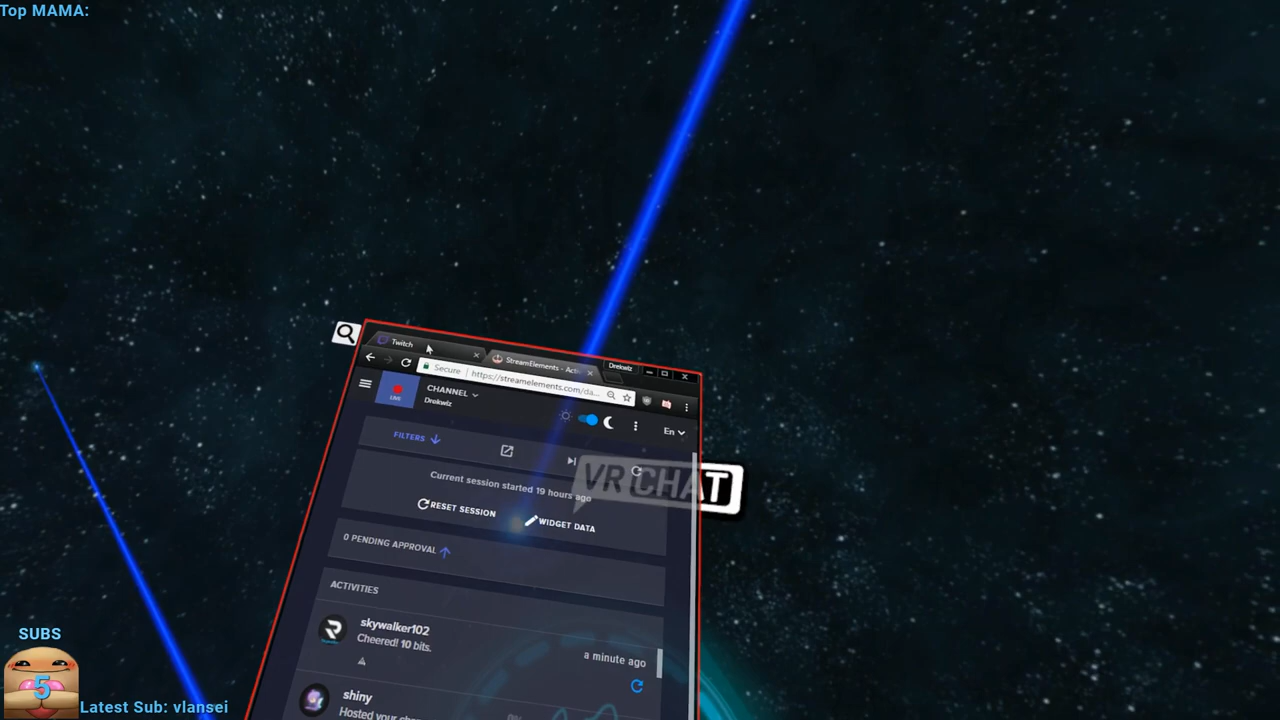 Top MAMA:
Twitch
StreamElements - Activ
Drekwiz
Secure
https://streamelements.com/da...
LIVE
CHANNEL
Drekwiz
En
FILTERS
VRCHAT
Current session started 19 hours ago
RESET SESSION
WIDGET DATA
0 PENDING APPROVAL
ACTIVITIES
skywalker102
Cheered! 10 bits.
a minute ago
shiny
Hosted your
SUBS
5
Latest Sub: vlansei